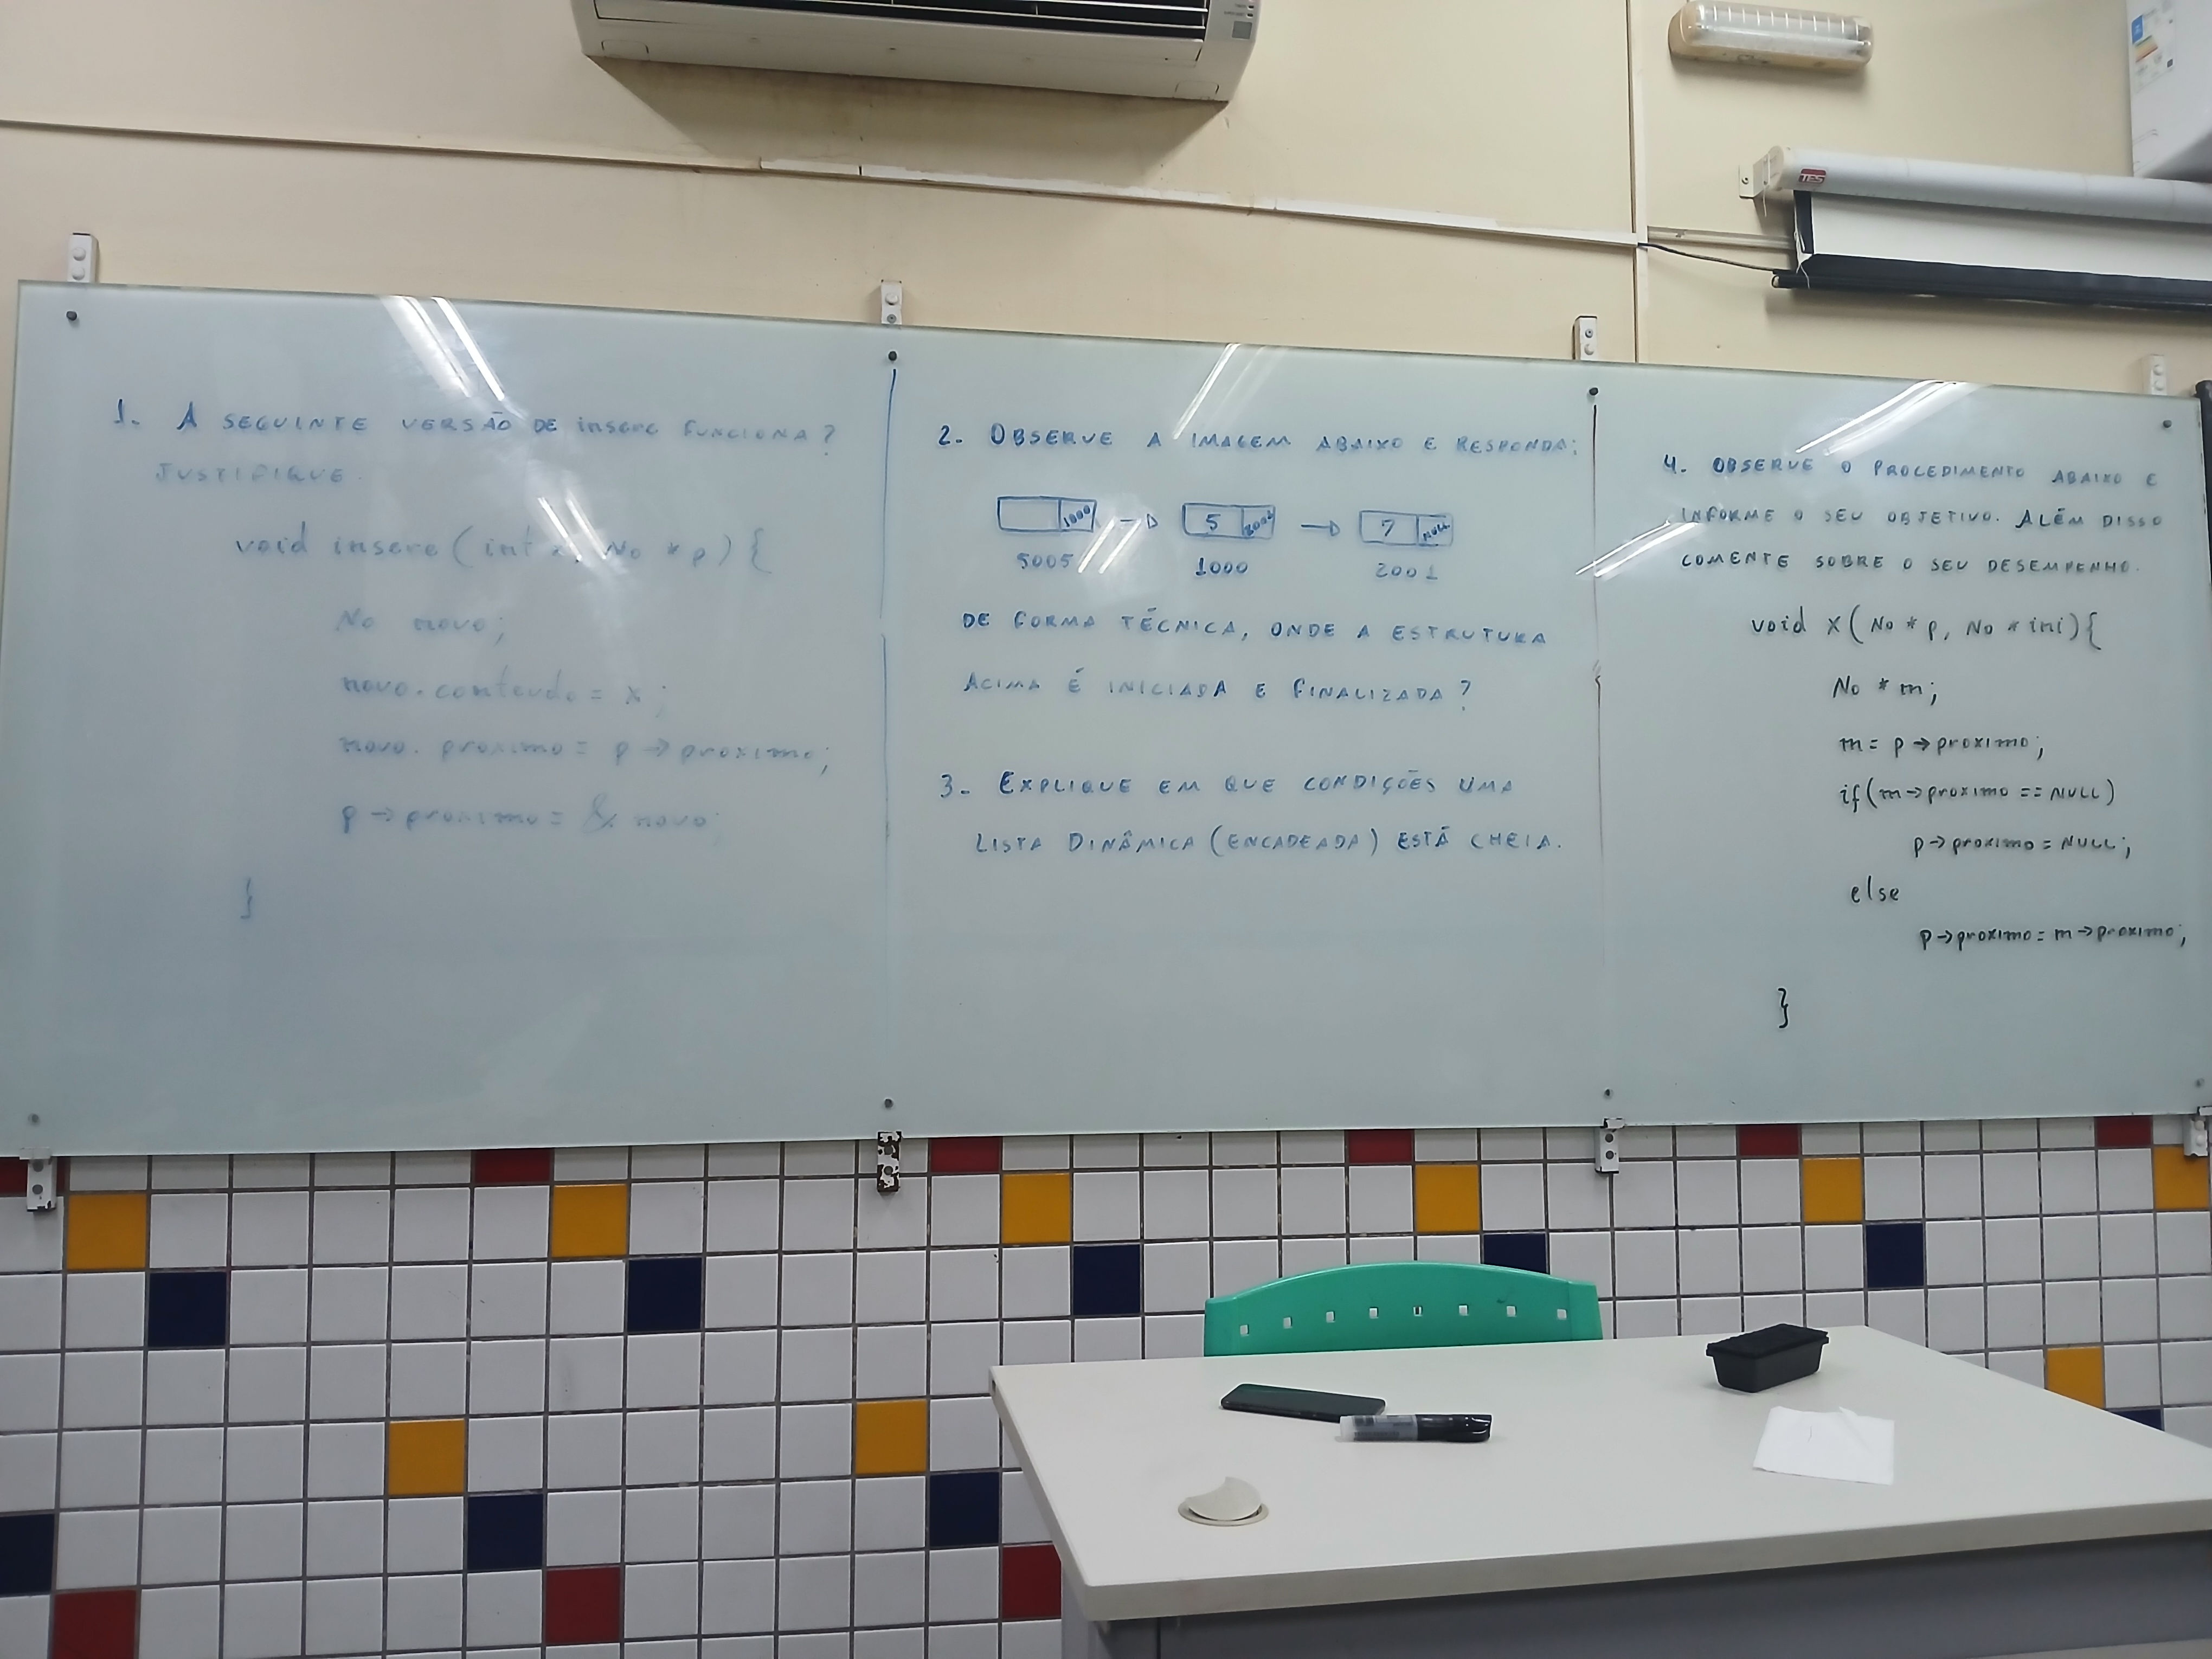 1. A SEGUINTE VERSÃO DE insere FUNCIONA?
JUSTIFIQUE.
void insere (int x, No * p) {
No novo;
novo.conteudo = x;
novo.proximo = p -> proximo;
p -> proximo = & novo;
}
2. OBSERVE A IMAGEM ABAIXO E RESPONDA:
1000 5 2001 7 NULL
5005 1000 2001
DE FORMA TÉCNICA, ONDE A ESTRUTURA
ACIMA É INICIADA E FINALIZADA?
3. EXPLIQUE EM QUE CONDIÇÕES UMA
LISTA DINÂMICA (ENCADEADA) ESTÁ CHEIA.
4. OBSERVE O PROCEDIMENTO ABAIXO E
INFORME O SEU OBJETIVO. ALÉM DISSO
COMENTE SOBRE O SEU DESEMPENHO.
void X (No * p, No * ini) {
No * m;
m = p -> proximo;
if (m -> proximo == NULL)
p -> proximo = NULL;
else
p -> proximo = m -> proximo;
}